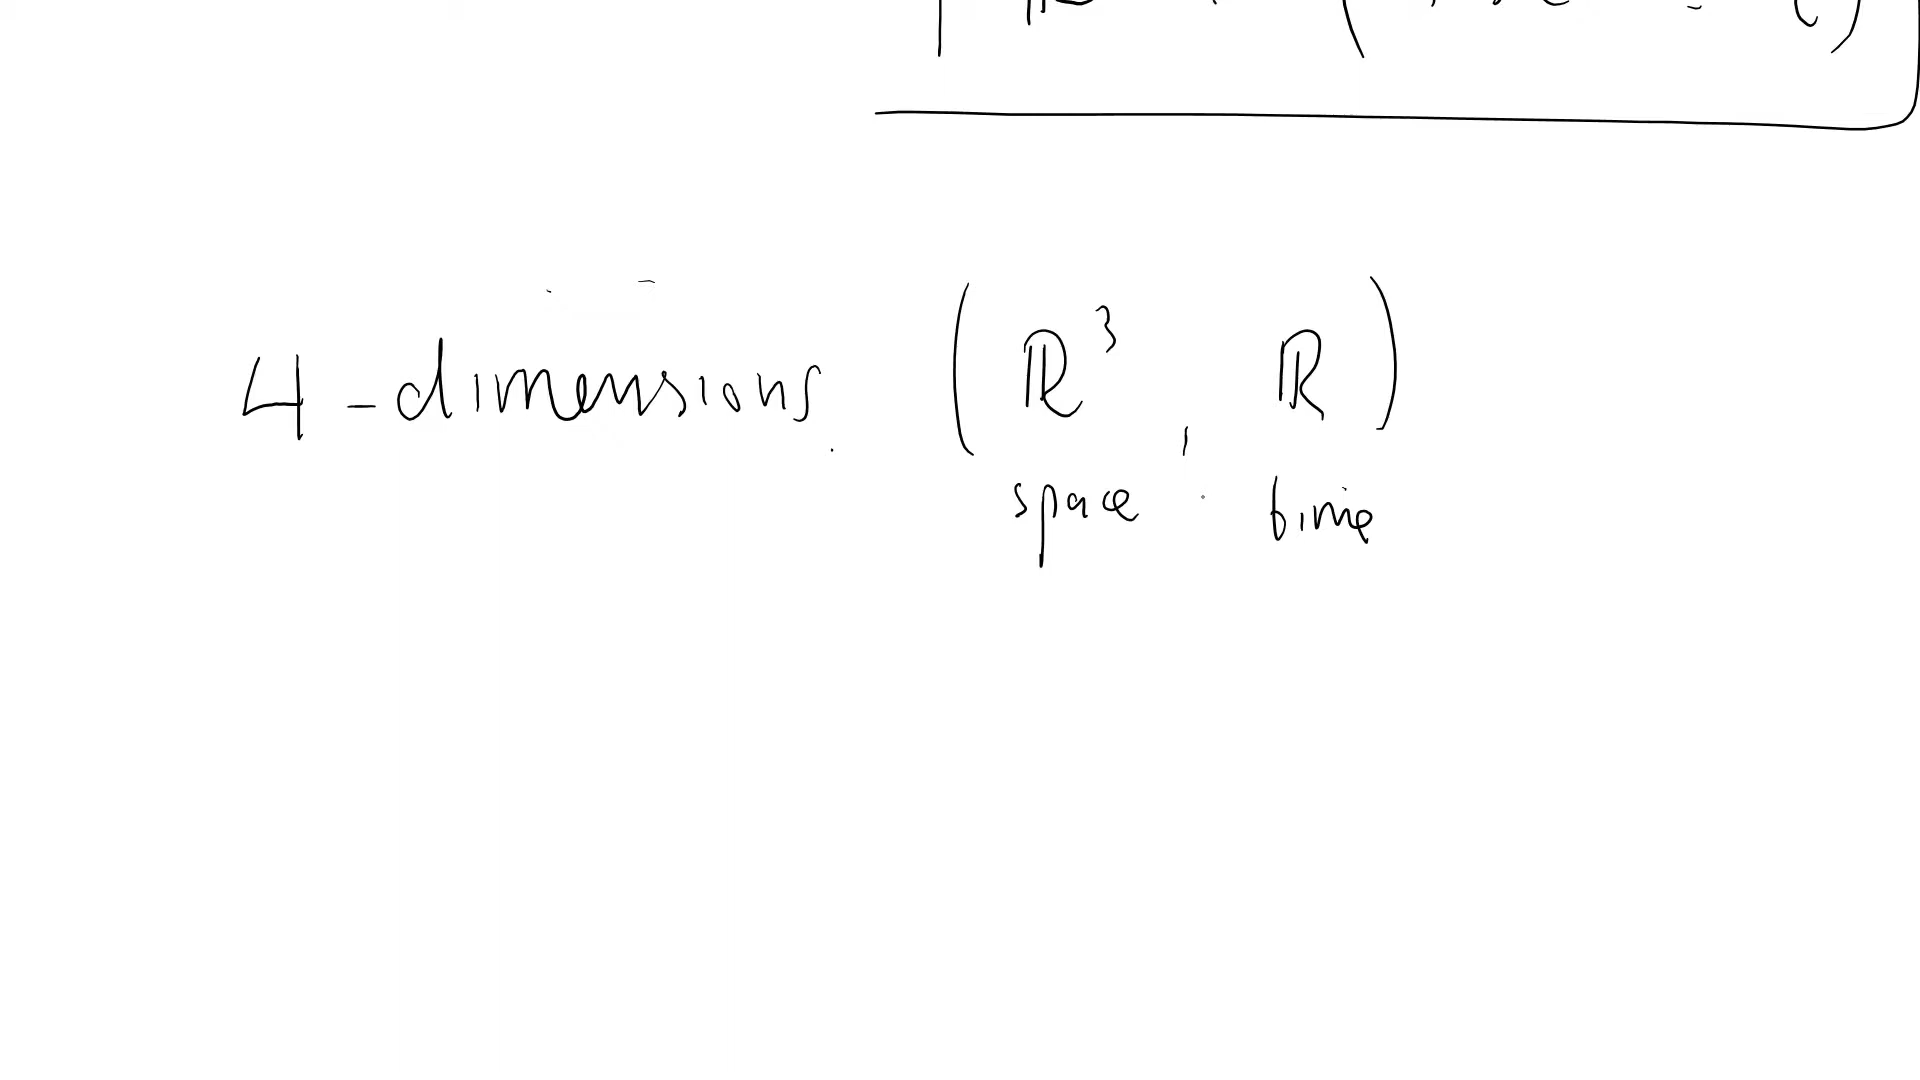 4-dimensions (ℝ³, ℝ)
space time